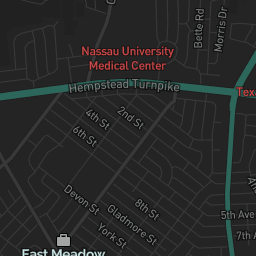 Bette Rd
Morris Dr
Nassau University
Medical Center
Hempstead Turnpike
Tex
4th St
2nd St
6th St
Devon St
8th St
Gladmore St
York St
5th Ave
7th A
East Meadow